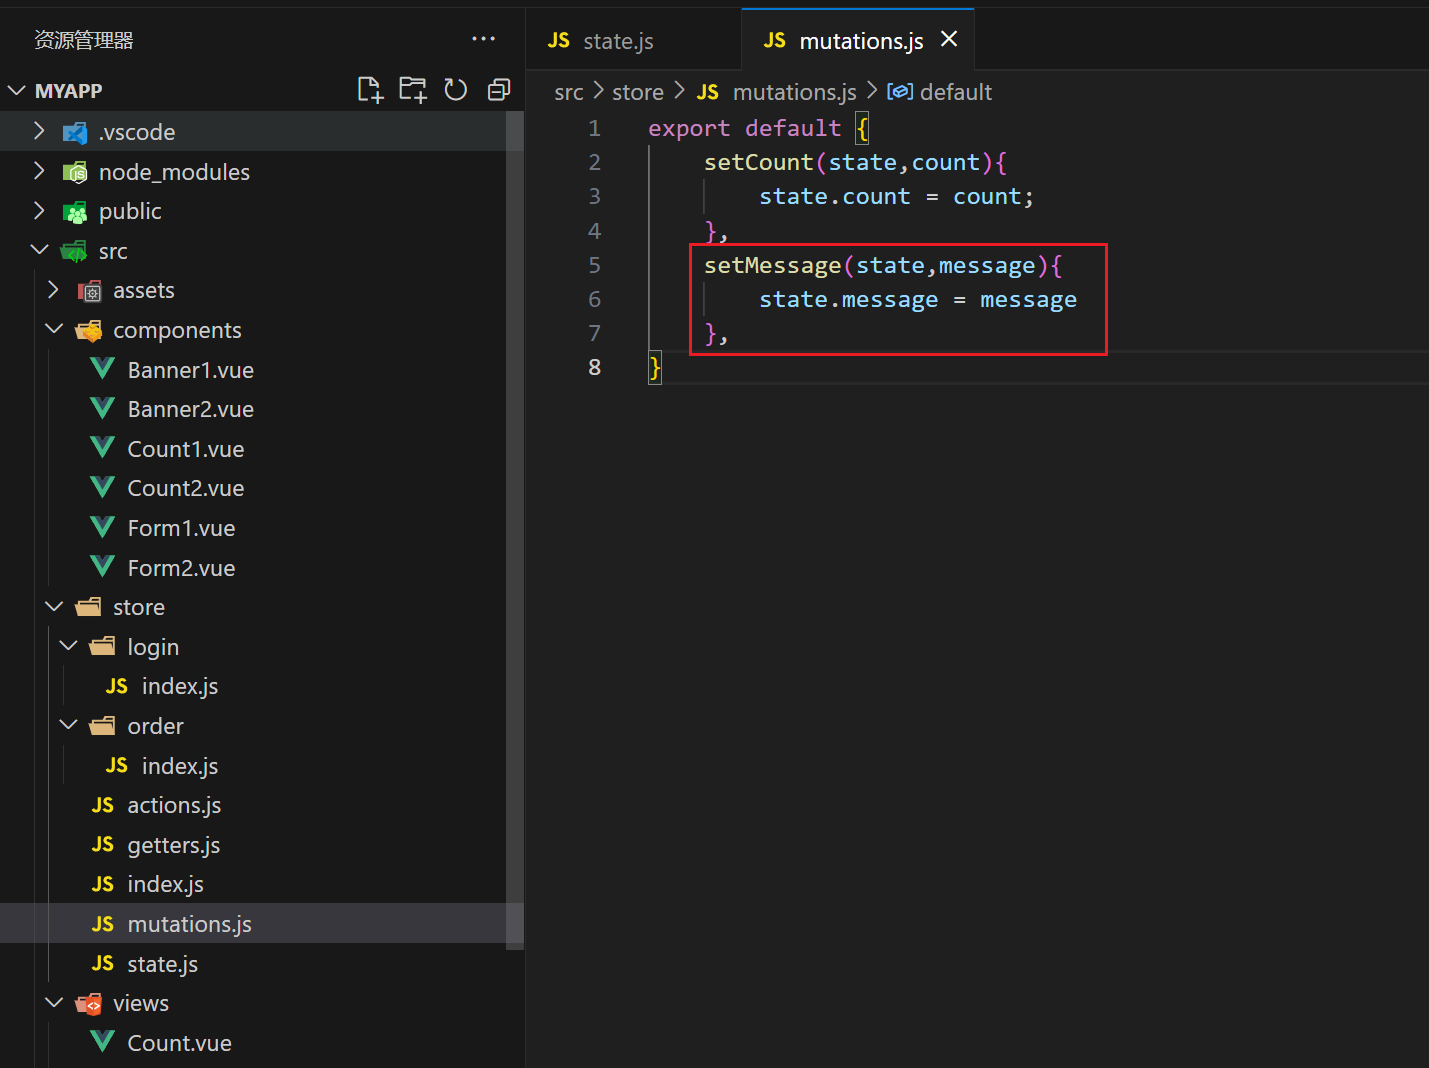 资源管理器
MYAPP
.vscode
node_modules
public
src
assets
components
Banner1.vue
Banner2.vue
Count1.vue
Count2.vue
Form1.vue
Form2.vue
store
login
JS index.js
order
JS index.js
JS actions.js
JS getters.js
JS index.js
JS mutations.js
JS state.js
views
Count.vue
JS state.js
JS mutations.js
src > store > JS mutations.js > default
1 export default {
2 setCount(state,count){
3 state.count = count;
4 },
5 setMessage(state,message){
6 state.message = message
7 },
8 }